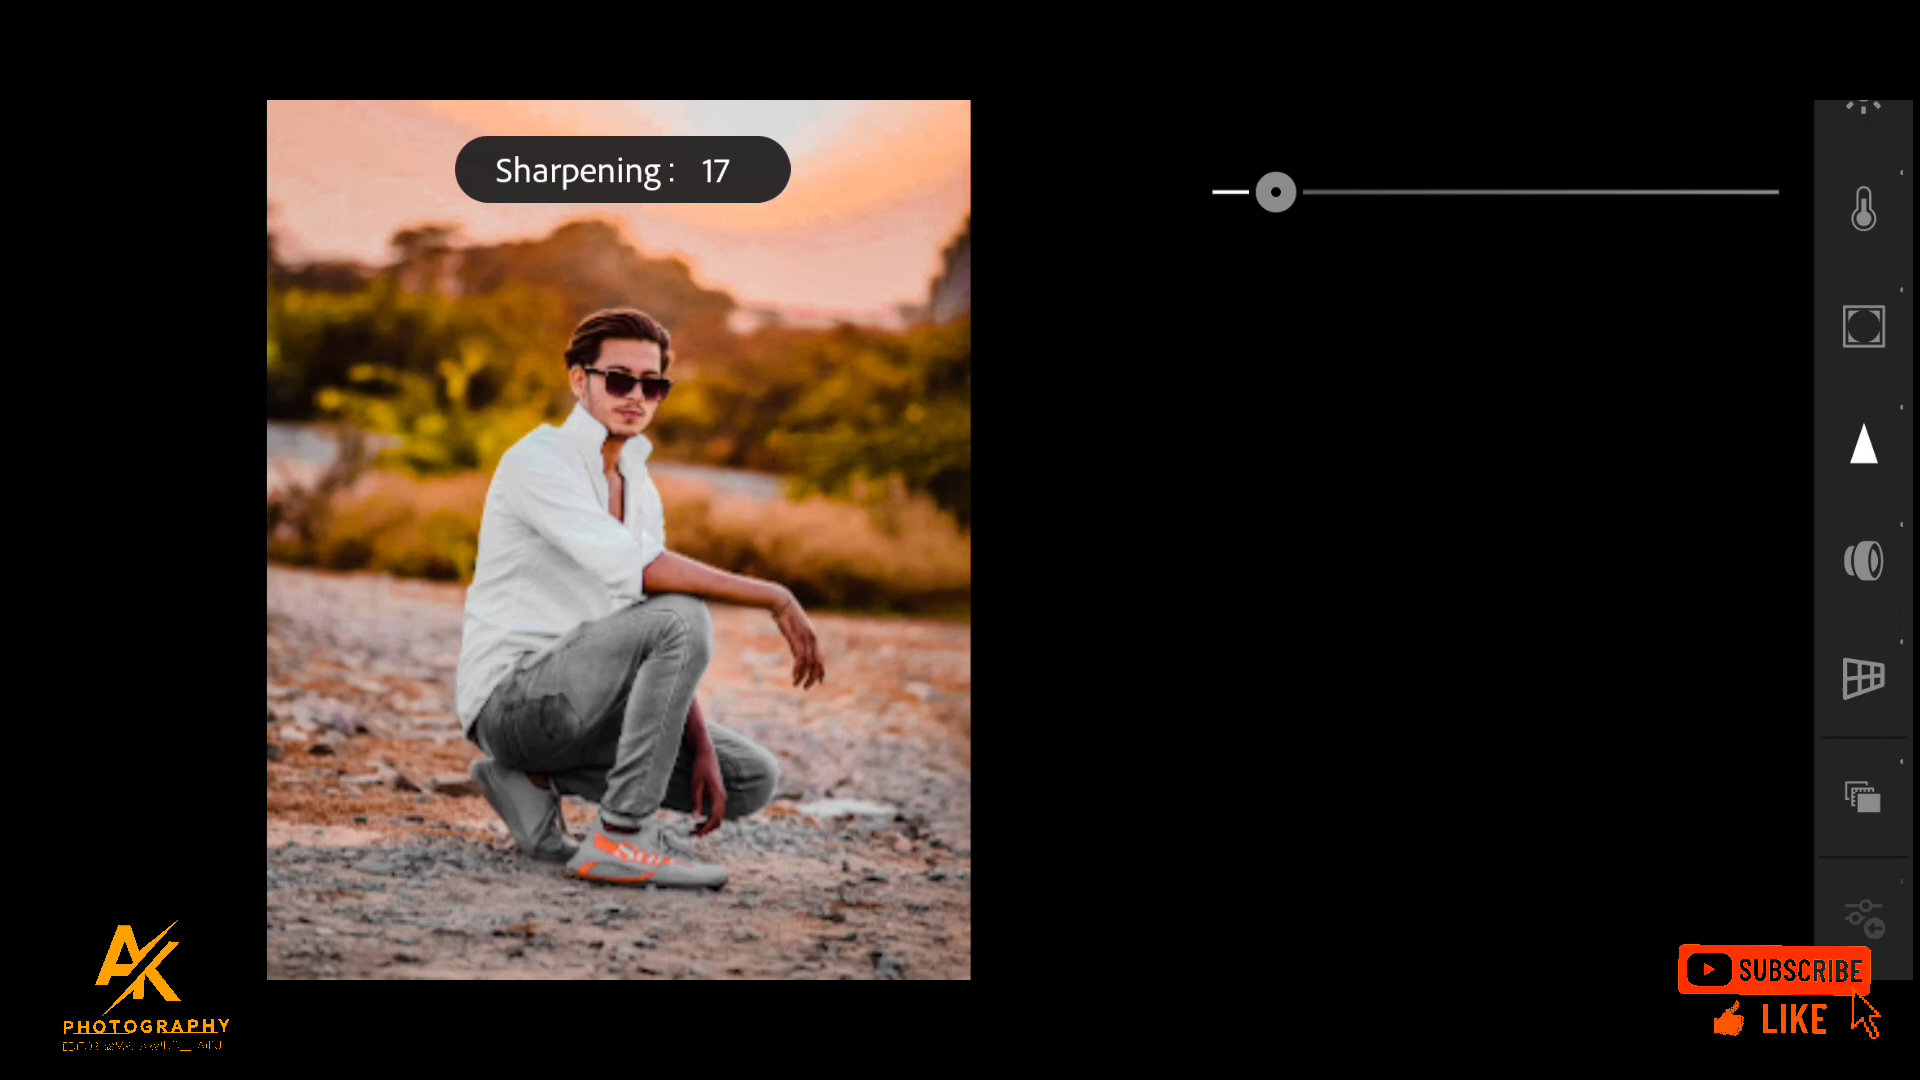 Sharpening : 17
AK
PHOTOGRAPHY
SUBSCRIBE
LIKE